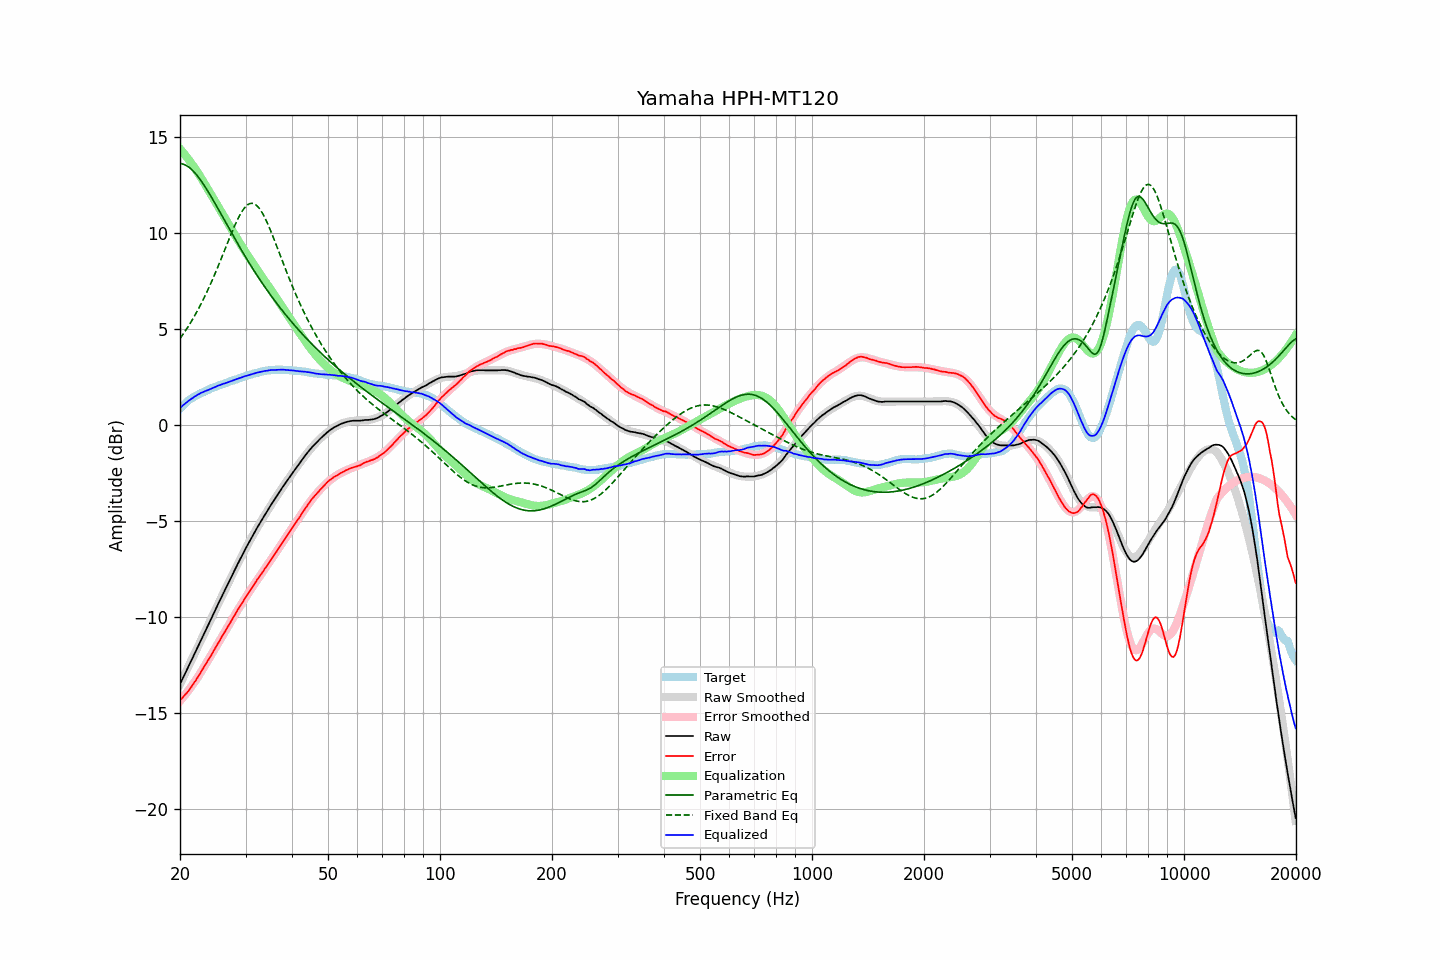 Yamaha HPH-MT120
Amplitude (dBr)
15
10
5
0
−5
−10
−15
−20
Target
Raw Smoothed
Error Smoothed
Raw
Error
Equalization
Parametric Eq
Fixed Band Eq
Equalized
20 50 100 200 500 1000 2000 5000 10000 20000
Frequency (Hz)